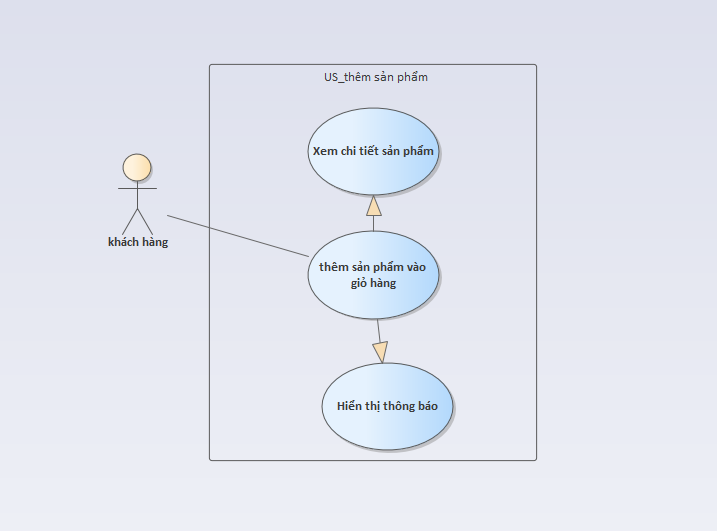 US_thêm sản phẩm
Xem chi tiết sản phẩm
khách hàng
thêm sản phẩm vào
giỏ hàng
Hiển thị thông báo